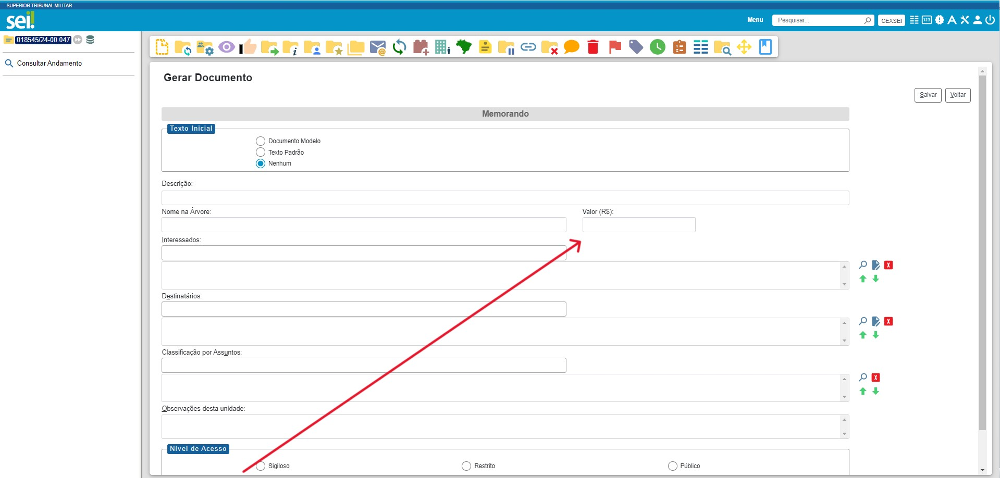 SUPERIOR TRIBUNAL MILITAR
sei!
Menu
Pesquisar...
CEXSEI
123
018545/24-00.047
Consultar Andamento
Gerar Documento
Salvar
Voltar
Memorando
Texto Inicial
Documento Modelo
Texto Padrão
Nenhum
Descrição:
Nome na Árvore:
Valor (R$):
Interessados:
Destinatários:
Classificação por Assuntos:
Observações desta unidade:
Nível de Acesso
Sigiloso
Restrito
Público